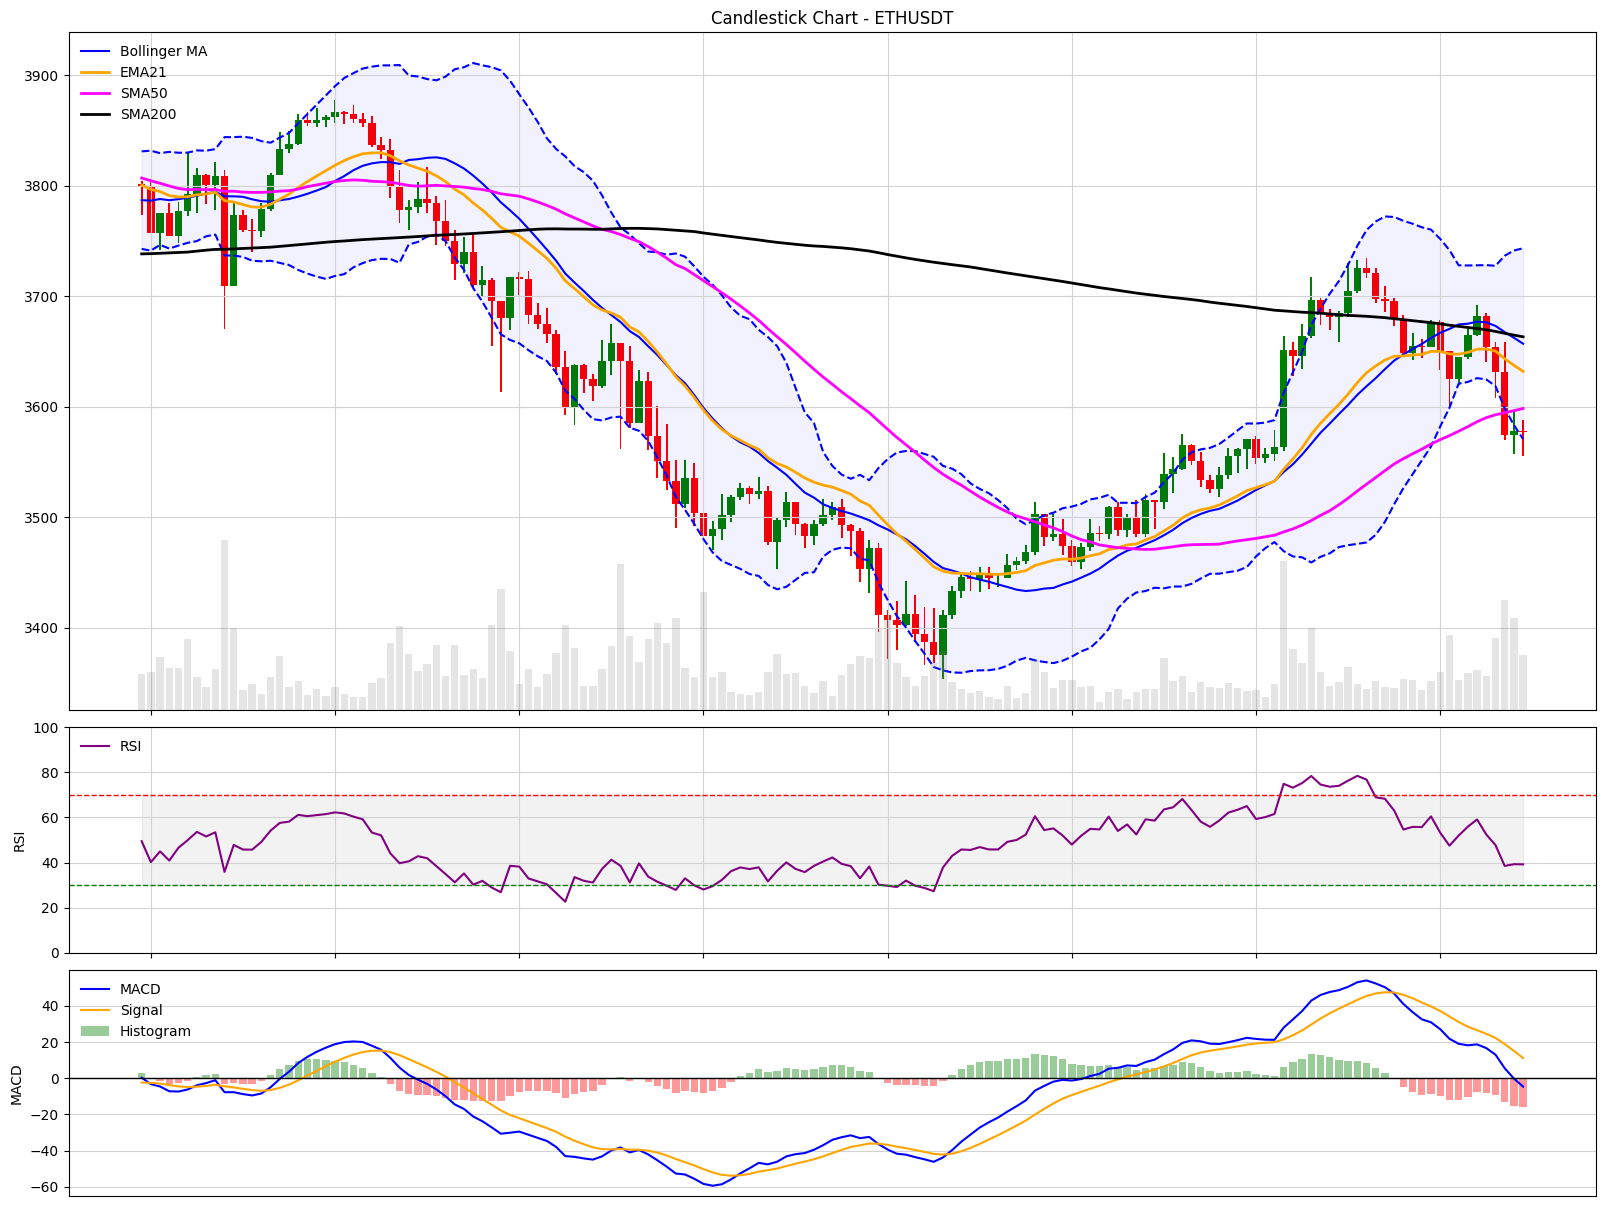 Candlestick Chart - ETHUSDT
Bollinger MA
EMA21
SMA50
SMA200
3900
3800
3700
3600
3500
3400
RSI
100
80
60
40
20
0
RSI
MACD
Signal
Histogram
40
20
0
−20
−40
−60
MACD